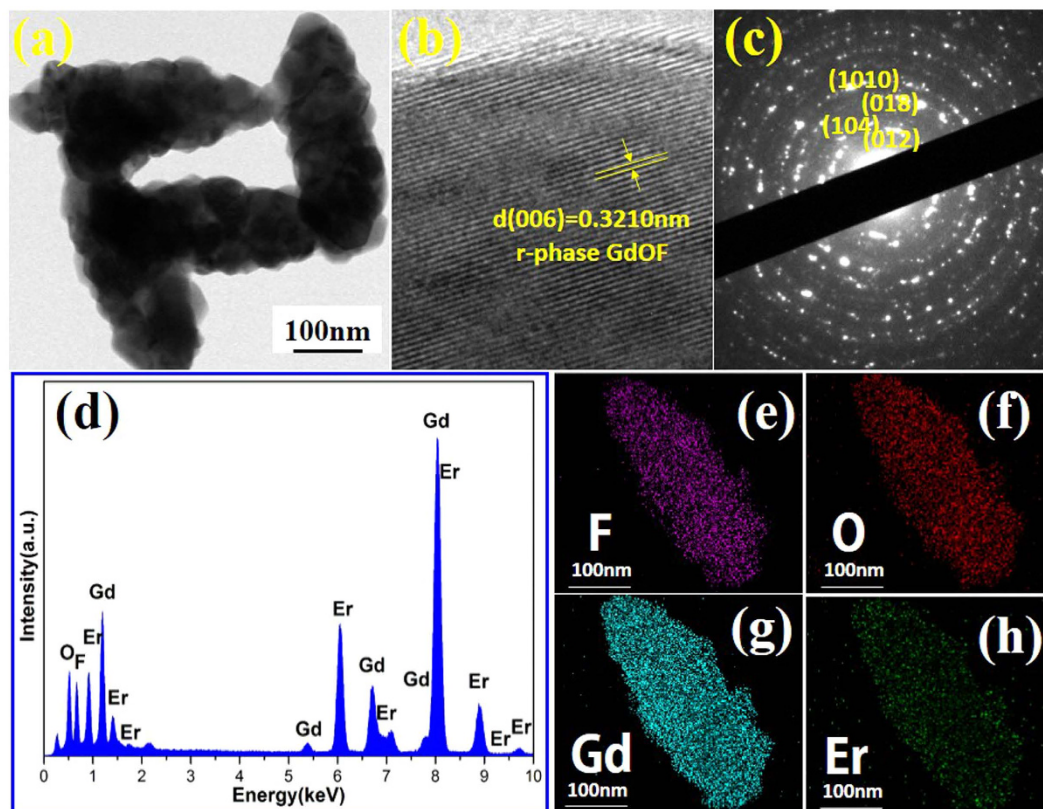 (a)
100nm
(b)
d(006)=0.3210nm
r-phase GdOF
(c)
(1010)
(018)
(104)
(012)
(d)
Intensity(a.u.)
O
F
Er
Gd
Er
Er
Gd
Er
Gd
Er
Gd
Gd
Er
Er
Er
Er
0 1 2 3 4 5 6 7 8 9 10
Energy(keV)
(e)
F
100nm
(f)
O
100nm
(g)
Gd
100nm
(h)
Er
100nm